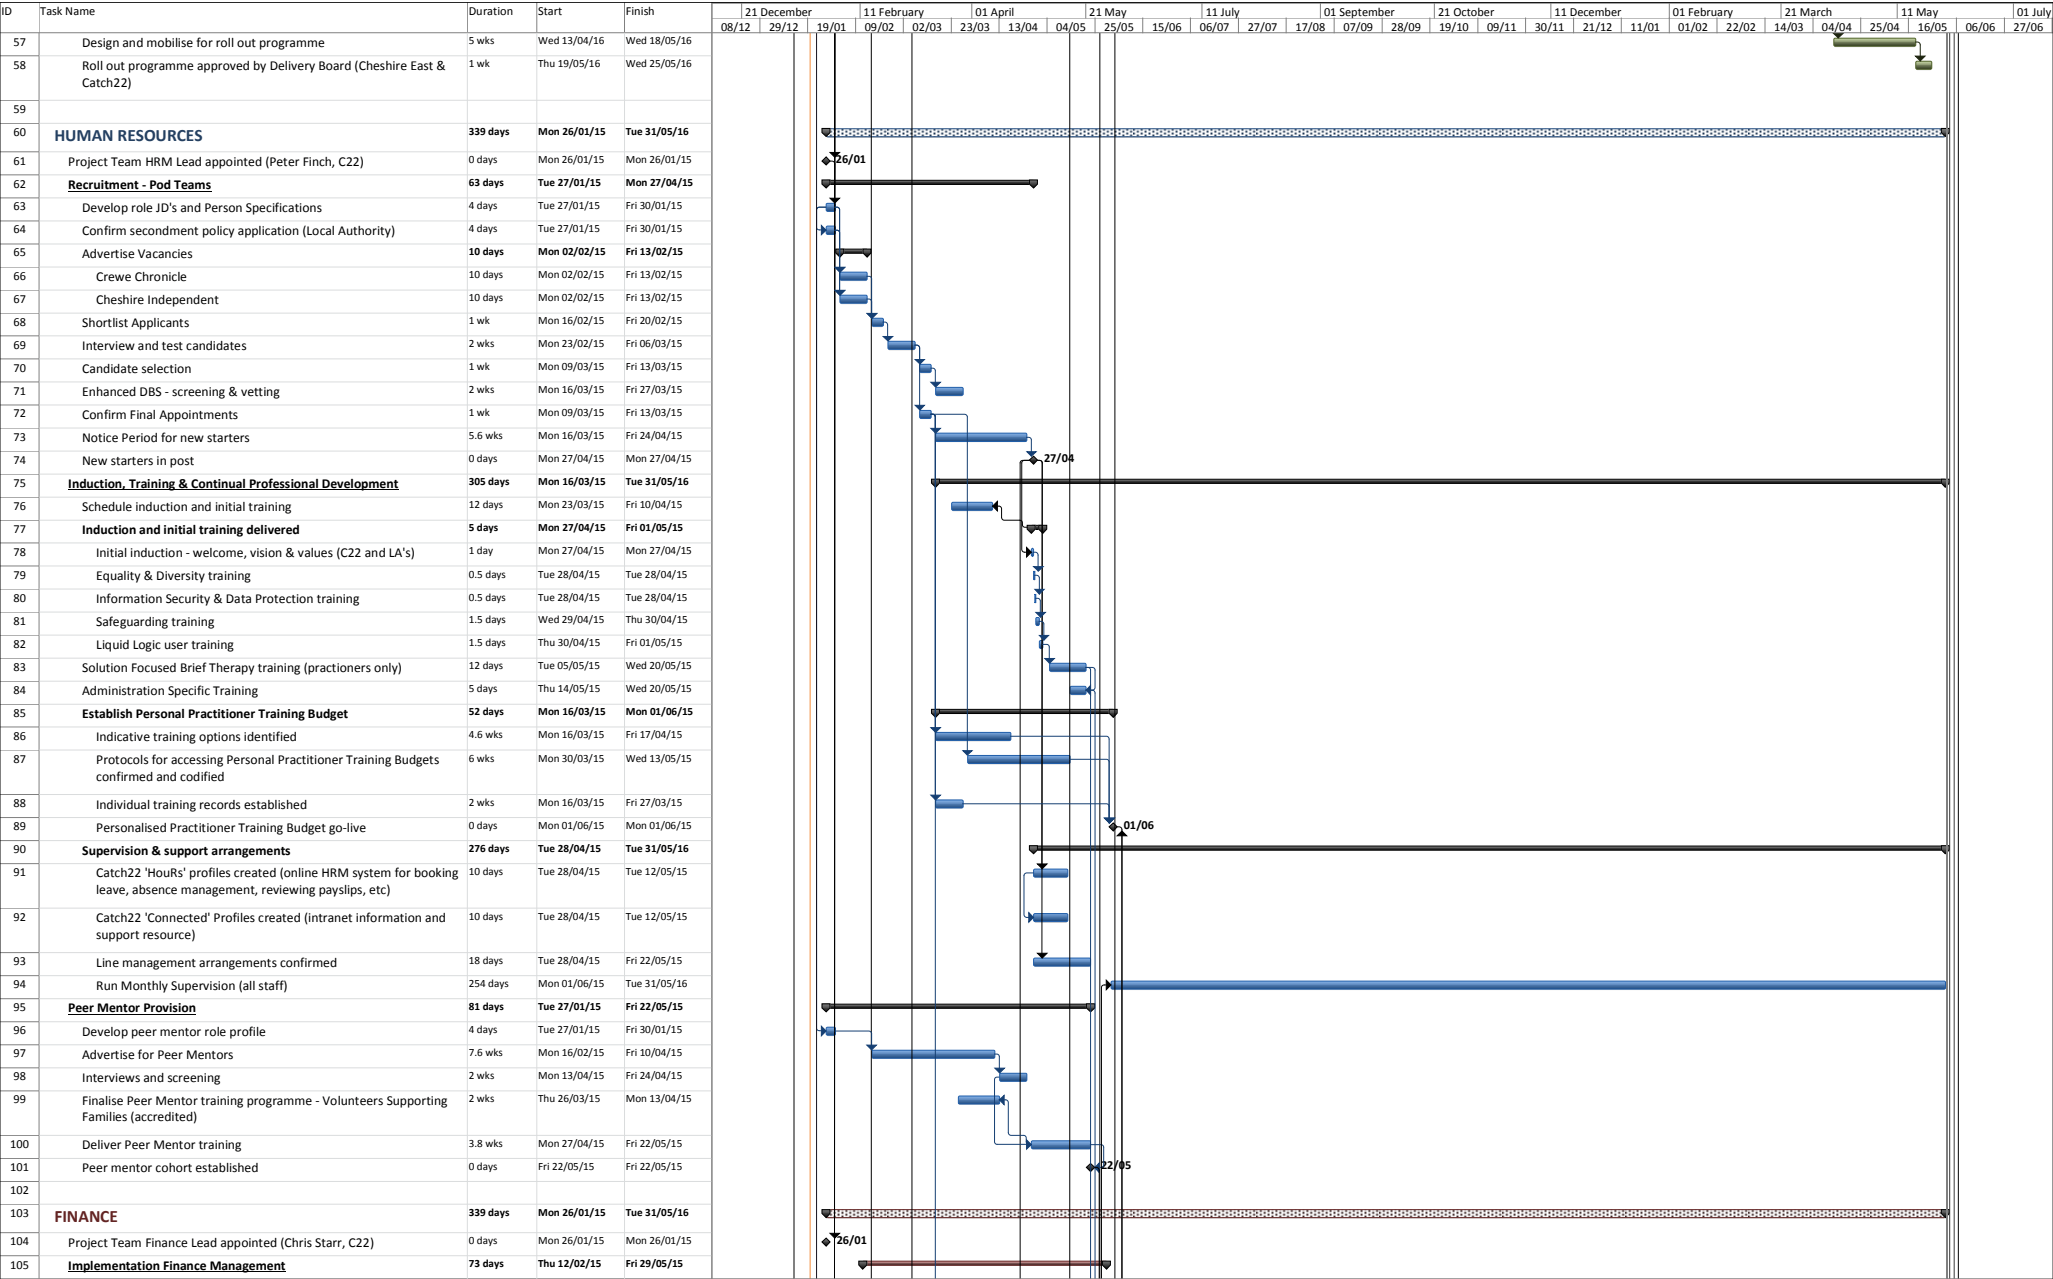 ID Task Name Duration Start Finish 21 December 11 February 01 April 21 May 11 July 01 September 21 October 11 December 01 February 21 March 11 May 01 July
08/12 29/12 19/01 09/02 02/03 23/03 13/04 04/05 25/05 15/06 06/07 27/07 17/08 07/09 28/09 19/10 09/11 30/11 21/12 11/01 01/02 22/02 14/03 04/04 25/04 16/05 06/06 27/06
57 Design and mobilise for roll out programme 5 wks Wed 13/04/16 Wed 18/05/16
58 Roll out programme approved by Delivery Board (Cheshire East & 1 wk Thu 19/05/16 Wed 25/05/16
Catch22)
59
60 HUMAN RESOURCES 339 days Mon 26/01/15 Tue 31/05/16
61 Project Team HRM Lead appointed (Peter Finch, C22) 0 days Mon 26/01/15 Mon 26/01/15 26/01
62 Recruitment - Pod Teams 63 days Tue 27/01/15 Mon 27/04/15
63 Develop role JD's and Person Specifications 4 days Tue 27/01/15 Fri 30/01/15
64 Confirm secondment policy application (Local Authority) 4 days Tue 27/01/15 Fri 30/01/15
65 Advertise Vacancies 10 days Mon 02/02/15 Fri 13/02/15
66 Crewe Chronicle 10 days Mon 02/02/15 Fri 13/02/15
67 Cheshire Independent 10 days Mon 02/02/15 Fri 13/02/15
68 Shortlist Applicants 1 wk Mon 16/02/15 Fri 20/02/15
69 Interview and test candidates 2 wks Mon 23/02/15 Fri 06/03/15
70 Candidate selection 1 wk Mon 09/03/15 Fri 13/03/15
71 Enhanced DBS - screening & vetting 2 wks Mon 16/03/15 Fri 27/03/15
72 Confirm Final Appointments 1 wk Mon 09/03/15 Fri 13/03/15
73 Notice Period for new starters 5.6 wks Mon 16/03/15 Fri 24/04/15
74 New starters in post 0 days Mon 27/04/15 Mon 27/04/15 27/04
75 Induction, Training & Continual Professional Development 305 days Mon 16/03/15 Tue 31/05/16
76 Schedule induction and initial training 12 days Mon 23/03/15 Fri 10/04/15
77 Induction and initial training delivered 5 days Mon 27/04/15 Fri 01/05/15
78 Initial induction - welcome, vision & values (C22 and LA's) 1 day Mon 27/04/15 Mon 27/04/15
79 Equality & Diversity training 0.5 days Tue 28/04/15 Tue 28/04/15
80 Information Security & Data Protection training 0.5 days Tue 28/04/15 Tue 28/04/15
81 Safeguarding training 1.5 days Wed 29/04/15 Thu 30/04/15
82 Liquid Logic user training 1.5 days Thu 30/04/15 Fri 01/05/15
83 Solution Focused Brief Therapy training (practioners only) 12 days Tue 05/05/15 Wed 20/05/15
84 Administration Specific Training 5 days Thu 14/05/15 Wed 20/05/15
85 Establish Personal Practitioner Training Budget 52 days Mon 16/03/15 Mon 01/06/15
86 Indicative training options identified 4.6 wks Mon 16/03/15 Fri 17/04/15
87 Protocols for accessing Personal Practitioner Training Budgets 6 wks Mon 30/03/15 Wed 13/05/15
confirmed and codified
88 Individual training records established 2 wks Mon 16/03/15 Fri 27/03/15
89 Personalised Practitioner Training Budget go-live 0 days Mon 01/06/15 Mon 01/06/15 01/06
90 Supervision & support arrangements 276 days Tue 28/04/15 Tue 31/05/16
91 Catch22 'HouRs' profiles created (online HRM system for booking 10 days Tue 28/04/15 Tue 12/05/15
leave, absence management, reviewing payslips, etc)
92 Catch22 'Connected' Profiles created (intranet information and 10 days Tue 28/04/15 Tue 12/05/15
support resource)
93 Line management arrangements confirmed 18 days Tue 28/04/15 Fri 22/05/15
94 Run Monthly Supervision (all staff) 254 days Mon 01/06/15 Tue 31/05/16
95 Peer Mentor Provision 81 days Tue 27/01/15 Fri 22/05/15
96 Develop peer mentor role profile 4 days Tue 27/01/15 Fri 30/01/15
97 Advertise for Peer Mentors 7.6 wks Mon 16/02/15 Fri 10/04/15
98 Interviews and screening 2 wks Mon 13/04/15 Fri 24/04/15
99 Finalise Peer Mentor training programme - Volunteers Supporting 2 wks Thu 26/03/15 Mon 13/04/15
Families (accredited)
100 Deliver Peer Mentor training 3.8 wks Mon 27/04/15 Fri 22/05/15
101 Peer mentor cohort established 0 days Fri 22/05/15 Fri 22/05/15 22/05
102
103 FINANCE 339 days Mon 26/01/15 Tue 31/05/16
104 Project Team Finance Lead appointed (Chris Starr, C22) 0 days Mon 26/01/15 Mon 26/01/15 26/01
105 Implementation Finance Management 73 days Thu 12/02/15 Fri 29/05/15